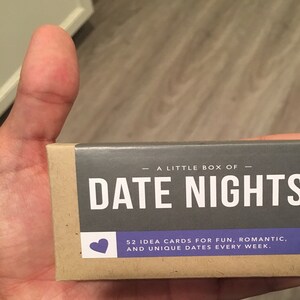 — A LITTLE BOX OF —
DATE NIGHTS
52 IDEA CARDS FOR FUN, ROMANTIC,
AND UNIQUE DATES EVERY WEEK.